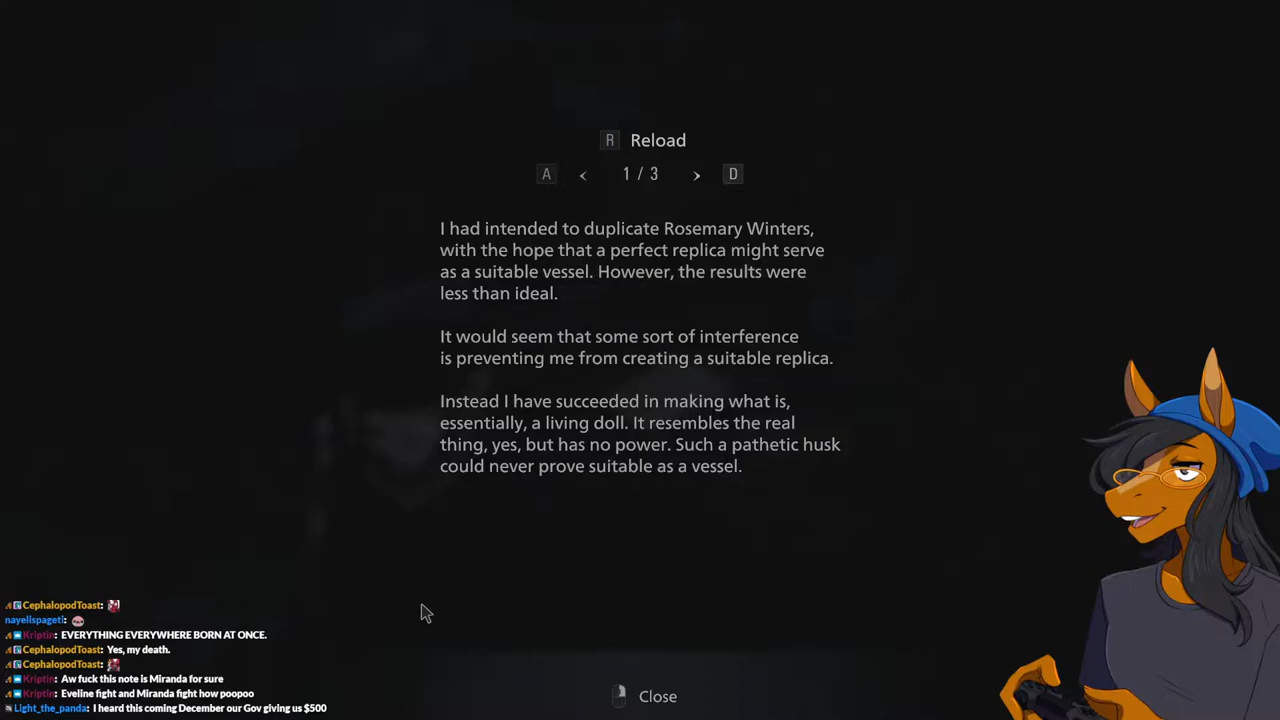 R Reload
A < 1 / 3 > D
I had intended to duplicate Rosemary Winters,
with the hope that a perfect replica might serve
as a suitable vessel. However, the results were
less than ideal.
It would seem that some sort of interference
is preventing me from creating a suitable replica.
Instead I have succeeded in making what is,
essentially, a living doll. It resembles the real
thing, yes, but has no power. Such a pathetic husk
could never prove suitable as a vessel.
CephalopodToast:
nayelispageti:
Kriptin: EVERYTHING EVERYWHERE BORN AT ONCE.
CephalopodToast: Yes, my death.
CephalopodToast:
Kriptin: Aw fuck this note is Miranda for sure
Kriptin: Eveline fight and Miranda fight how poopoo
Light_the_panda: I heard this coming December our Gov giving us $500
Close